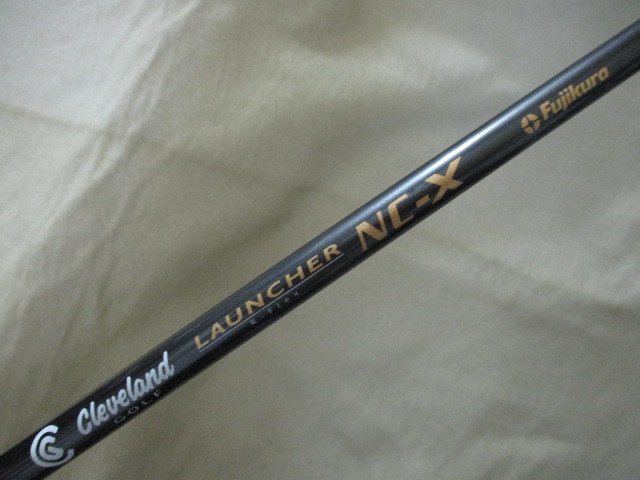 Cleveland
GOLF
LAUNCHER
R-Flex
NC-X
Fujikura